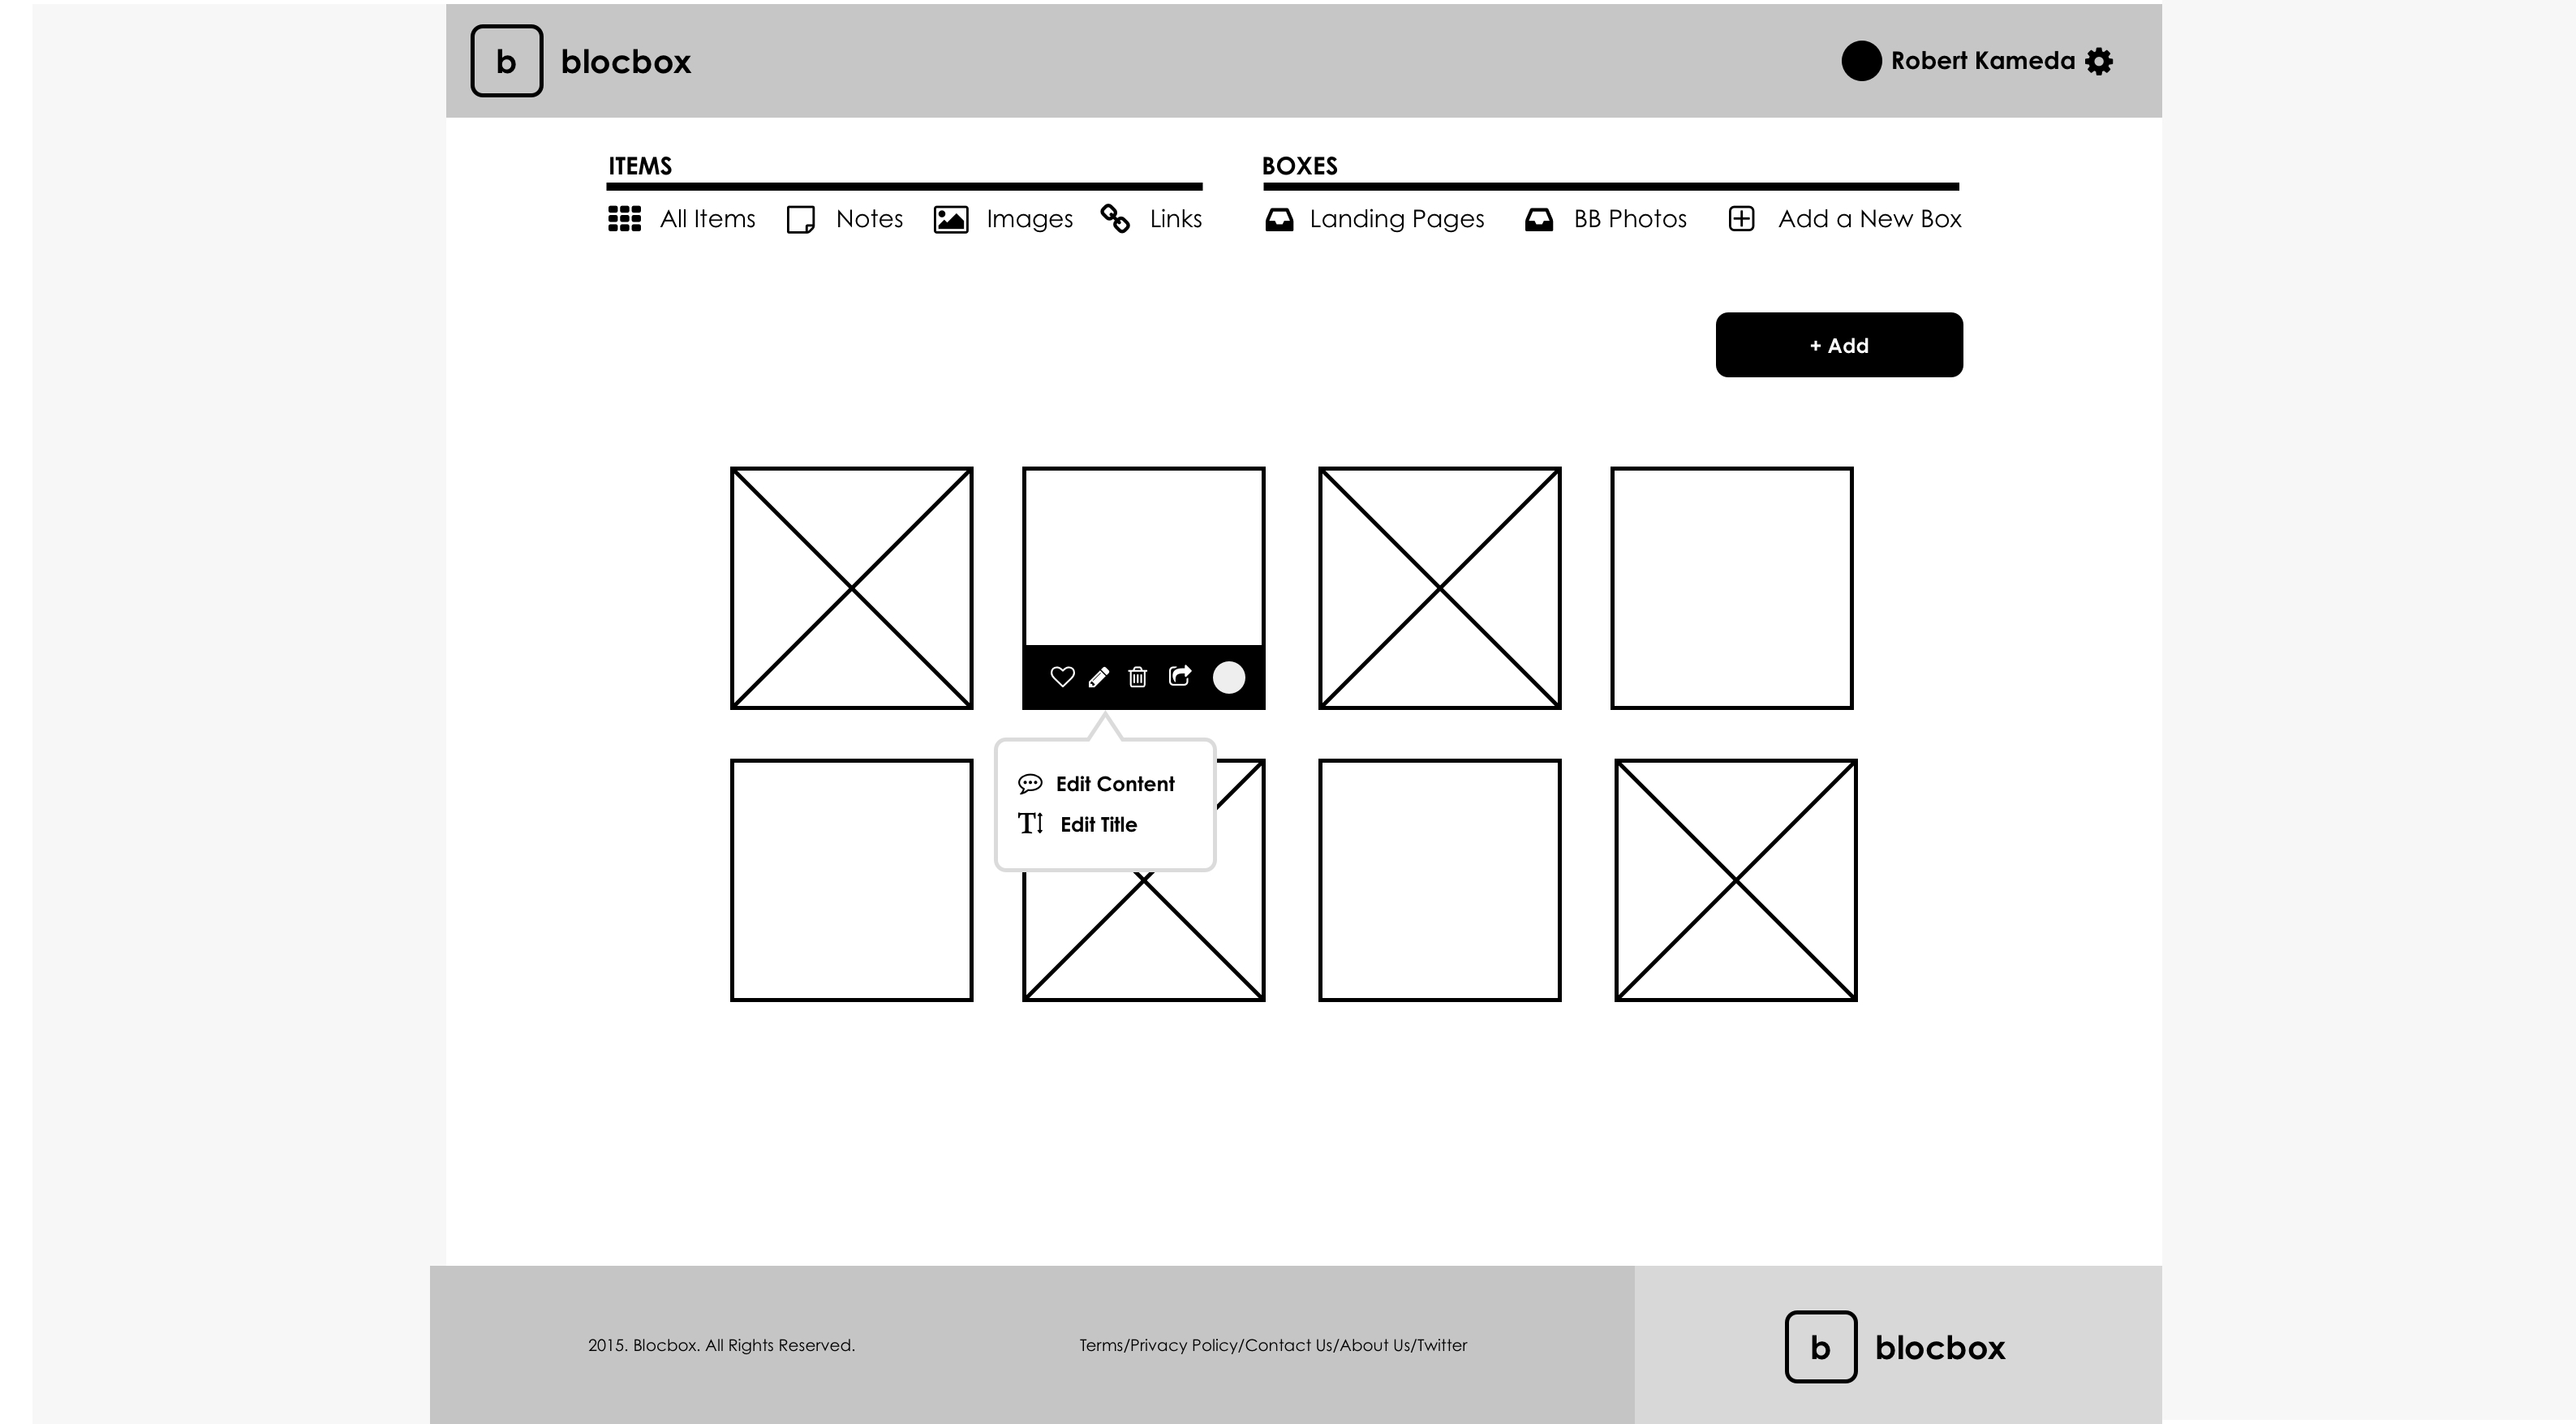 b blocbox
Robert Kameda
ITEMS
All Items Notes Images Links
BOXES
Landing Pages BB Photos Add a New Box
+ Add
Edit Content
Edit Title
2015. Blocbox. All Rights Reserved.
Terms/Privacy Policy/Contact Us/About Us/Twitter
b blocbox